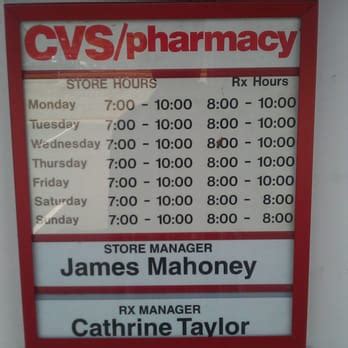 CVS/pharmacy
STORE HOURS Rx Hours
Monday 7:00 - 10:00 8:00 - 10:00
Tuesday 7:00 - 10:00 8:00 - 10:00
Wednesday 7:00 - 10:00 8:00 - 10:00
Thursday 7:00 - 10:00 8:00 - 10:00
Friday 7:00 - 10:00 8:00 - 10:00
Saturday 7:00 - 10:00 8:00 - 8:00
Sunday 7:00 - 10:00 8:00 - 8:00
STORE MANAGER
James Mahoney
RX MANAGER
Cathrine Taylor